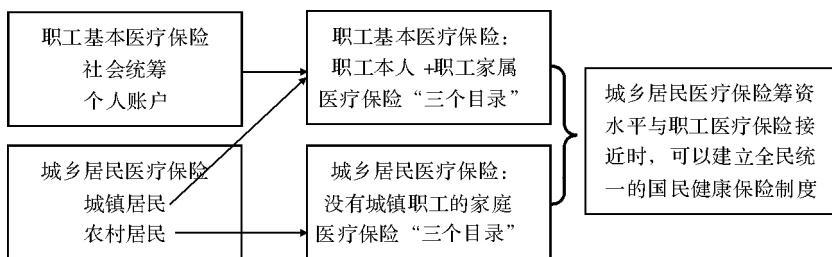 职工基本医疗保险
社会统筹
个人账户
职工基本医疗保险：
职工本人+职工家属
医疗保险“三个目录”
城乡居民医疗保险
城镇居民
农村居民
城乡居民医疗保险：
没有城镇职工的家庭
医疗保险“三个目录”
城乡居民医疗保险筹资
水平与职工医疗保险接
近时，可以建立全民统
一的国民健康保险制度